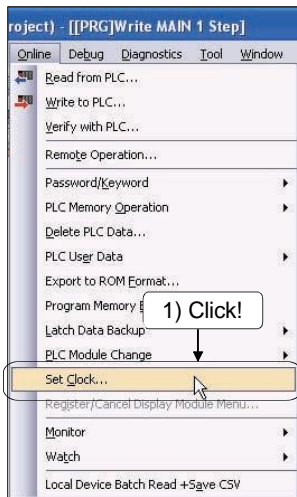 roject) - [[PRG]Write MAIN 1 Step]
Online Debug Diagnostics Tool Window
Read from PLC...
Write to PLC...
Verify with PLC...
Remote Operation...
Password/Keyword
PLC Memory Operation
Delete PLC Data...
PLC User Data
Export to ROM Format...
Program Memory
1) Click!
Latch Data Backup
PLC Module Change
Set Clock...
Register/Cancel Display Module Menu...
Monitor
Watch
Local Device Batch Read +Save CSV